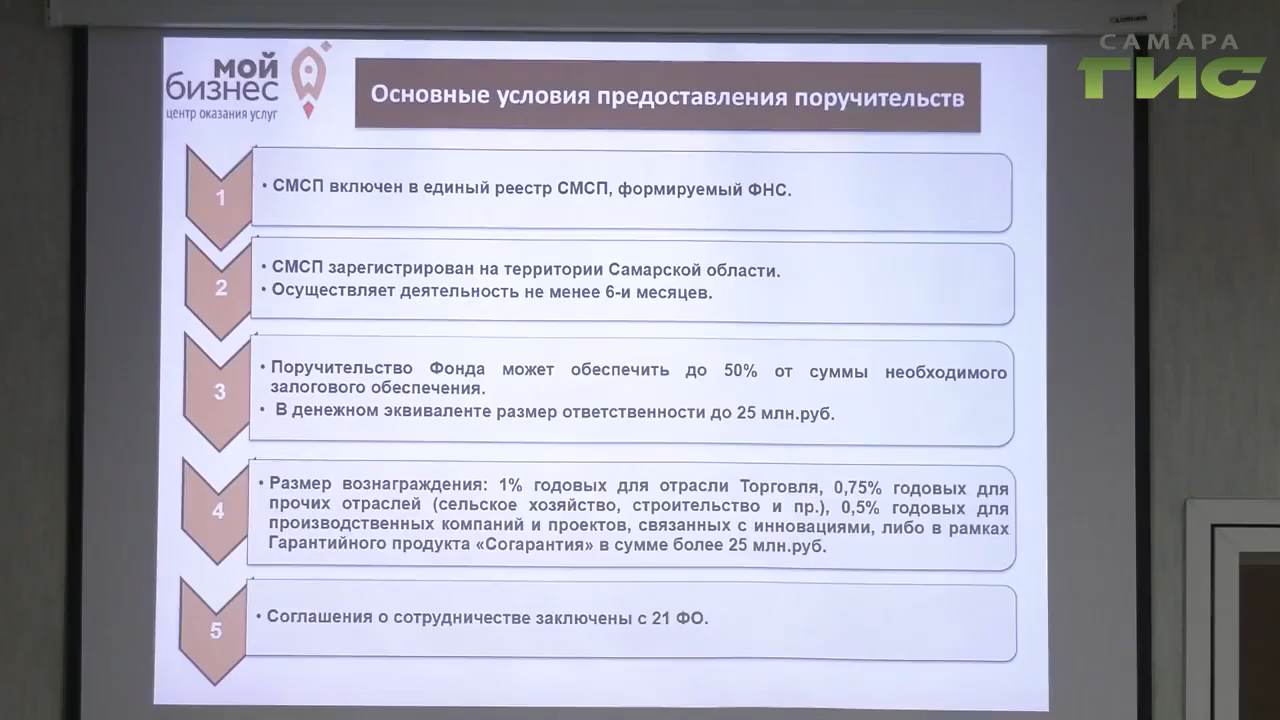 САМАРА
ГИС
мой
бизнес
центр оказания услуг
Основные условия предоставления поручительств
1
• СМСП включен в единый реестр СМСП, формируемый ФНС.
2
• СМСП зарегистрирован на территории Самарской области.
• Осуществляет деятельность не менее 6-и месяцев.
3
• Поручительство Фонда может обеспечить до 50% от суммы необходимого
залогового обеспечения.
• В денежном эквиваленте размер ответственности до 25 млн.руб.
4
• Размер вознаграждения: 1% годовых для отрасли Торговля, 0,75% годовых для
прочих отраслей (сельское хозяйство, строительство и пр.), 0,5% годовых для
производственных компаний и проектов, связанных с инновациями, либо в рамках
Гарантийного продукта «Согарантия» в сумме более 25 млн.руб.
5
• Соглашения о сотрудничестве заключены с 21 ФО.